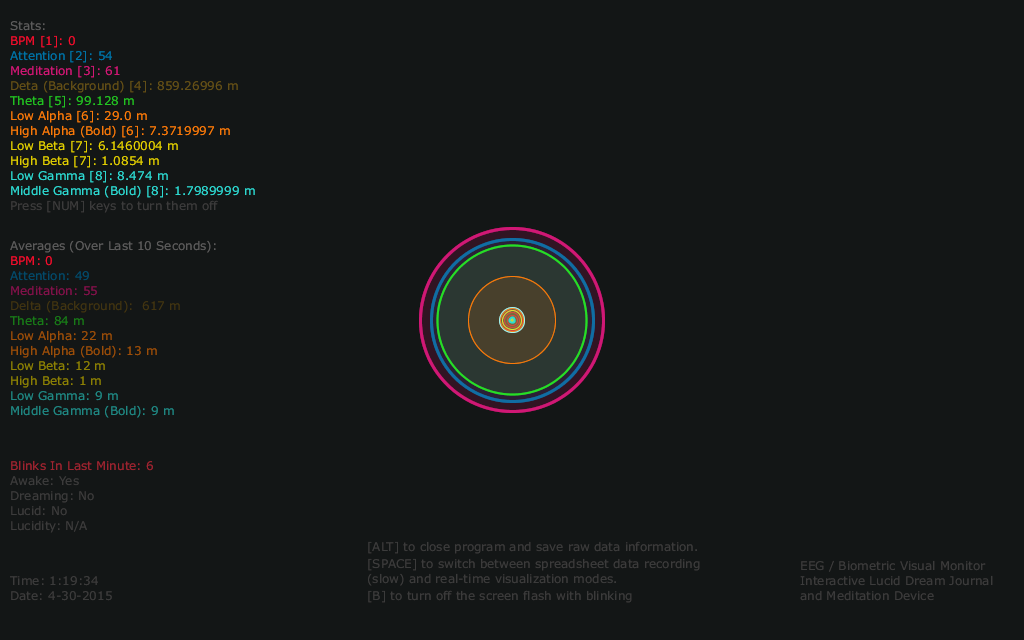 Stats:
BPM [1]: 0
Attention [2]: 54
Meditation [3]: 61
Deta (Background) [4]: 859.26996 m
Theta [5]: 99.128 m
Low Alpha [6]: 29.0 m
High Alpha (Bold) [6]: 7.3719997 m
Low Beta [7]: 6.1460004 m
High Beta [7]: 1.0854 m
Low Gamma [8]: 8.474 m
Middle Gamma (Bold) [8]: 1.7989999 m
Press [NUM] keys to turn them off
Averages (Over Last 10 Seconds):
BPM: 0
Attention: 49
Meditation: 55
Delta (Background):  617 m
Theta: 84 m
Low Alpha: 22 m
High Alpha (Bold): 13 m
Low Beta: 12 m
High Beta: 1 m
Low Gamma: 9 m
Middle Gamma (Bold): 9 m
Blinks In Last Minute: 6
Awake: Yes
Dreaming: No
Lucid: No
Lucidity: N/A
Time: 1:19:34
Date: 4-30-2015
[ALT] to close program and save raw data information.
[SPACE] to switch between spreadsheet data recording
(slow) and real-time visualization modes.
[B] to turn off the screen flash with blinking
EEG / Biometric Visual Monitor
Interactive Lucid Dream Journal
and Meditation Device